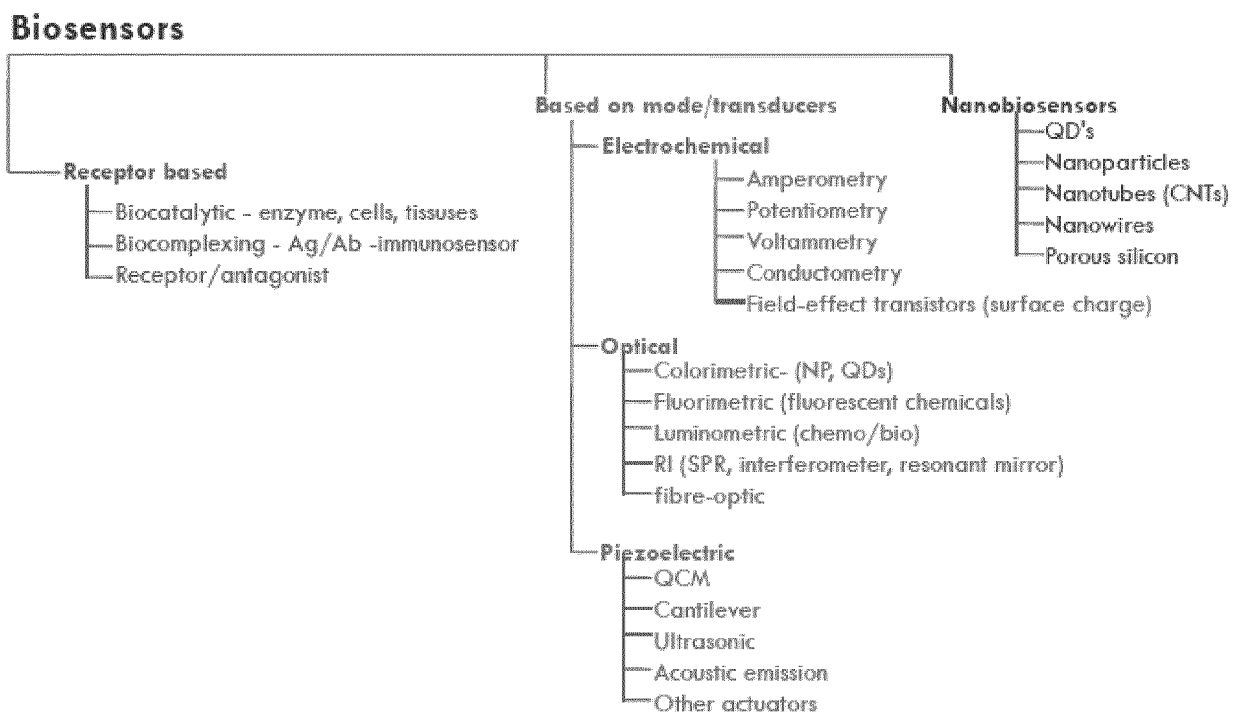 Biosensors
Receptor based
Biocatalytic - enzyme, cells, tissuses
Biocomplexing - Ag/Ab -immunosensor
Receptor/antagonist
Based on mode/transducers
Electrochemical
Amperometry
Potentiometry
Voltammetry
Conductometry
Field-effect transistors (surface charge)
Optical
Colorimetric- (NP, QDs)
Fluorimetric (fluorescent chemicals)
Luminometric (chemo/bio)
RI (SPR, interferometer, resonant mirror)
fibre-optic
Piezoelectric
QCM
Cantilever
Ultrasonic
Acoustic emission
Other actuators
Nanobiosensors
QD's
Nanoparticles
Nanotubes (CNTs)
Nanowires
Porous silicon